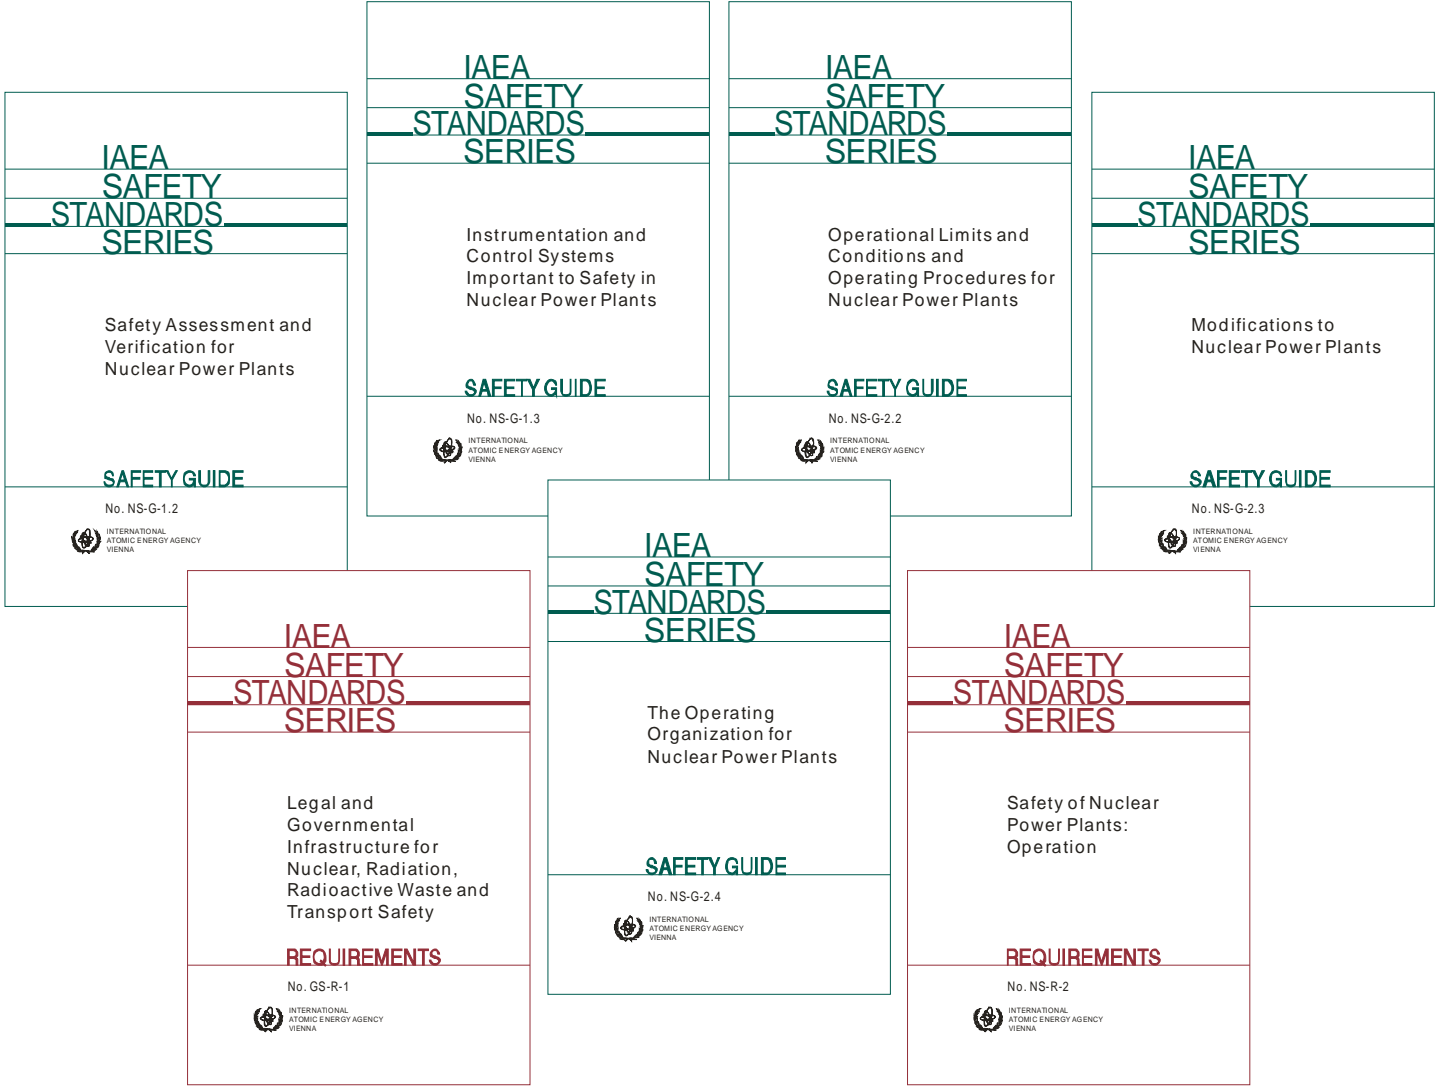 IAEA
SAFETY
STANDARDS
SERIES
Safety Assessment and
Verification for
Nuclear Power Plants
SAFETY GUIDE
No. NS-G-1.2
INTERNATIONAL
ATOMIC ENERGY AGENCY
VIENNA
IAEA
SAFETY
STANDARDS
SERIES
Instrumentation and
Control Systems
Important to Safety in
Nuclear Power Plants
SAFETY GUIDE
No. NS-G-1.3
INTERNATIONAL
ATOMIC ENERGY AGENCY
VIENNA
IAEA
SAFETY
STANDARDS
SERIES
Operational Limits and
Conditions and
Operating Procedures for
Nuclear Power Plants
SAFETY GUIDE
No. NS-G-2.2
INTERNATIONAL
ATOMIC ENERGY AGENCY
VIENNA
IAEA
SAFETY
STANDARDS
SERIES
Modifications to
Nuclear Power Plants
SAFETY GUIDE
No. NS-G-2.3
INTERNATIONAL
ATOMIC ENERGY AGENCY
VIENNA
IAEA
SAFETY
STANDARDS
SERIES
Legal and
Governmental
Infrastructure for
Nuclear, Radiation,
Radioactive Waste and
Transport Safety
REQUIREMENTS
No. GS-R-1
INTERNATIONAL
ATOMIC ENERGY AGENCY
VIENNA
IAEA
SAFETY
STANDARDS
SERIES
The Operating
Organization for
Nuclear Power Plants
SAFETY GUIDE
No. NS-G-2.4
INTERNATIONAL
ATOMIC ENERGY AGENCY
VIENNA
IAEA
SAFETY
STANDARDS
SERIES
Safety of Nuclear
Power Plants:
Operation
REQUIREMENTS
No. NS-R-2
INTERNATIONAL
ATOMIC ENERGY AGENCY
VIENNA